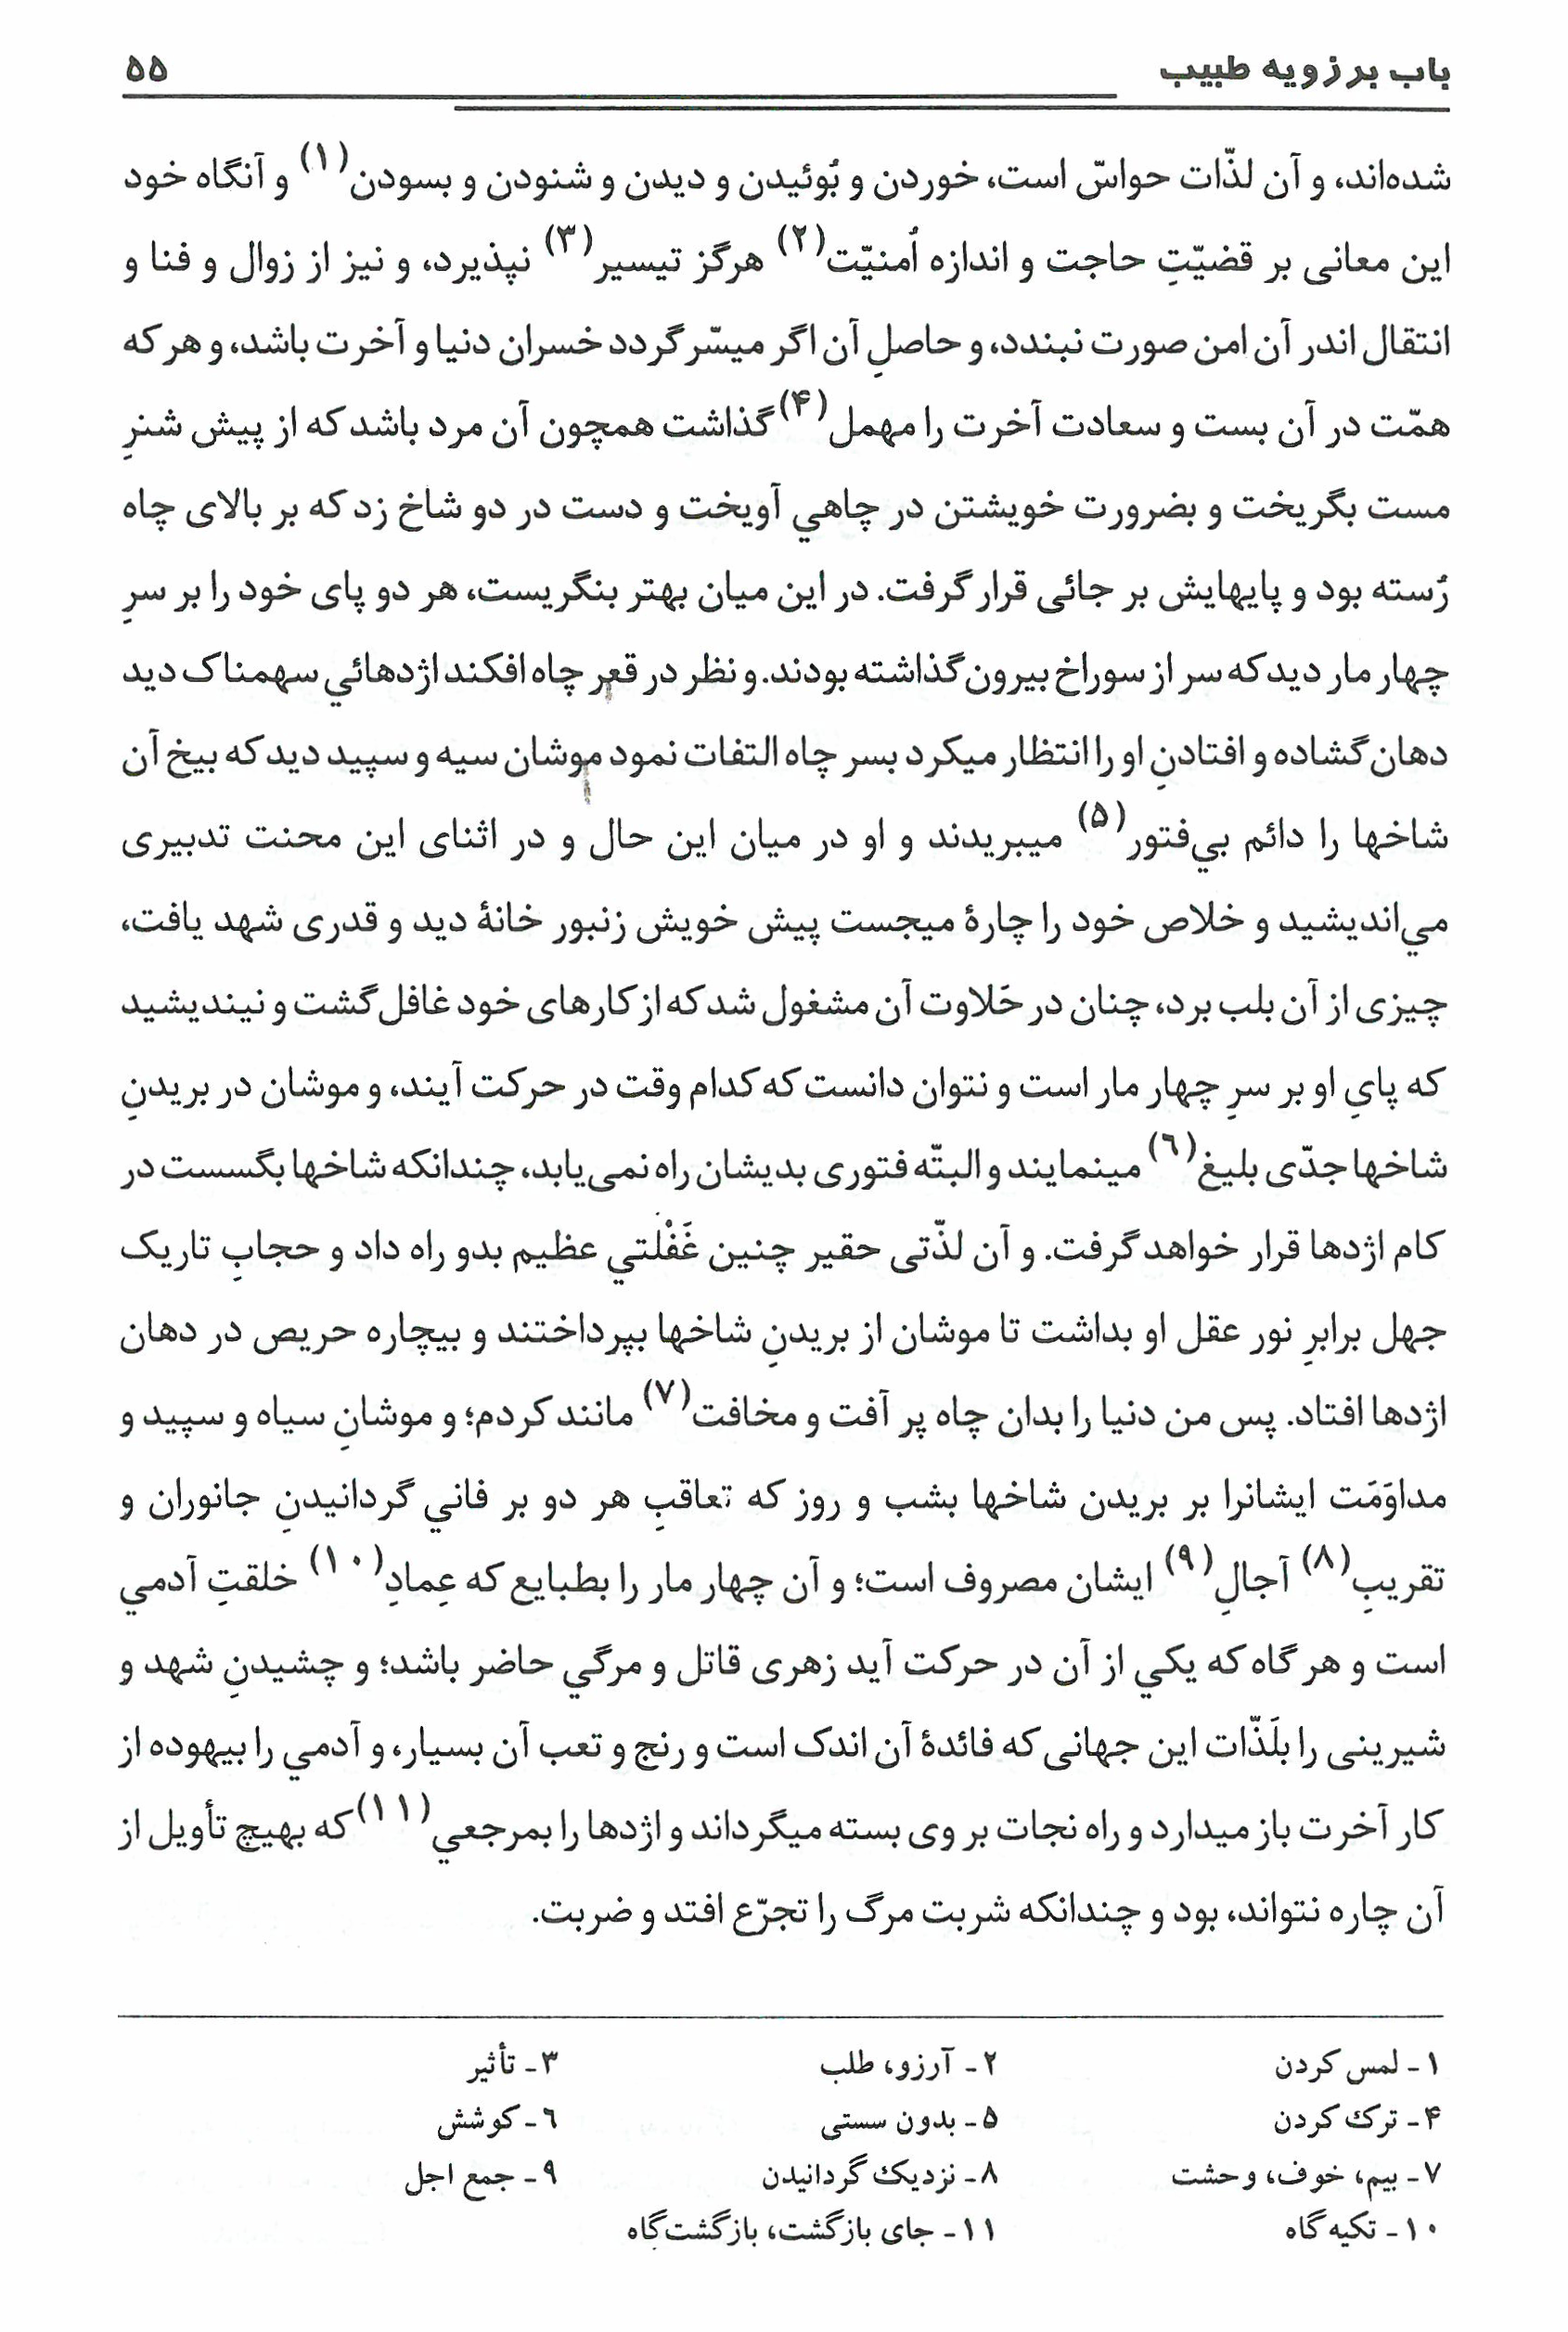 باب برزویه طبیب ۵۵
شده‌اند، و آن لذّات حواسّ است، خوردن و بُوئیدن و دیدن و شنودن و بسودن(۱) و آنگاه خود
این معانی بر قضیّتِ حاجت و اندازه اُمنیّت(۲) هرگز تیسیر(۳) نپذیرد، و نیز از زوال و فنا و
انتقال اندر آن امن صورت نبندد، و حاصلِ آن اگر میسّر گردد خسران دنیا و آخرت باشد، و هر که
همّت در آن بست و سعادت آخرت را مهمل(۴) گذاشت همچون آن مرد باشد که از پیش شنرِ
مست بگریخت و بضرورت خویشتن در چاهي آویخت و دست در دو شاخ زد که بر بالای چاه
رُسته بود و پایهایش بر جائی قرار گرفت. در این میان بهتر بنگریست، هر دو پای خود را بر سرِ
چهار مار دید که سر از سوراخ بیرون گذاشته بودند. و نظر در قعر چاه افکند اژدهائي سهمناک دید
دهان گشاده و افتادنِ او را انتظار میکرد بسر چاه التفات نمود موشان سیه و سپید دید که بیخ آن
شاخها را دائم بي‌فتور(۵) میبریدند و او در میان این حال و در اثنای این محنت تدبیری
مي‌اندیشید و خلاص خود را چارهٔ میجست پیش خویش زنبور خانهٔ دید و قدری شهد یافت،
چیزی از آن بلب برد، چنان در حَلاوت آن مشغول شد که از کارهای خود غافل گشت و نیندیشید
که پايِ او بر سرِ چهار مار است و نتوان دانست که کدام وقت در حرکت آیند، و موشان در بریدنِ
شاخها جدّی بلیغ(٦) مینمایند و البتّه فتوری بدیشان راه نمی‌یابد، چندانکه شاخها بگسست در
کام اژدها قرار خواهد گرفت. و آن لذّتی حقیر چنین غَفْلتي عظیم بدو راه داد و حجابِ تاریک
جهل برابرِ نور عقل او بداشت تا موشان از بریدنِ شاخها بپرداختند و بیچاره حریص در دهان
اژدها افتاد. پس من دنیا را بدان چاه پر آفت و مخافت(۷) مانند کردم؛ و موشانِ سیاه و سپید و
مداوَمَت ایشانرا بر بریدن شاخها بشب و روز که تعاقبِ هر دو بر فاني گردانیدنِ جانوران و
تقریبِ(۸) آجالِ(۹) ایشان مصروف است؛ و آن چهار مار را بطبایع که عِمادِ(۱۰) خلقتِ آدمي
است و هر گاه که یکي از آن در حرکت آید زهری قاتل و مرگي حاضر باشد؛ و چشیدنِ شهد و
شیرینی را بلَذّات این جهانی که فائدهٔ آن اندک است و رنج و تعب آن بسیار، و آدمي را بیهوده از
کار آخرت باز میدارد و راه نجات بر وی بسته میگرداند و اژدها را بمرجعي(۱۱) که بهیچ تأویل از
آن چاره نتواند، بود و چندانکه شربت مرگ را تجرّع افتد و ضربت.
۱ـ لمس کردن ۲ـ آرزو، طلب ۳ـ تأثیر
۴ـ ترک کردن ۵ـ بدون سستی ٦ـ کوشش
۷ـ بیم، خوف، وحشت ۸ـ نزدیک گردانیدن ۹ـ جمع اجل
۱۰ـ تکیه گاه ۱۱ـ جای بازگشت، بازگشت‌گاه